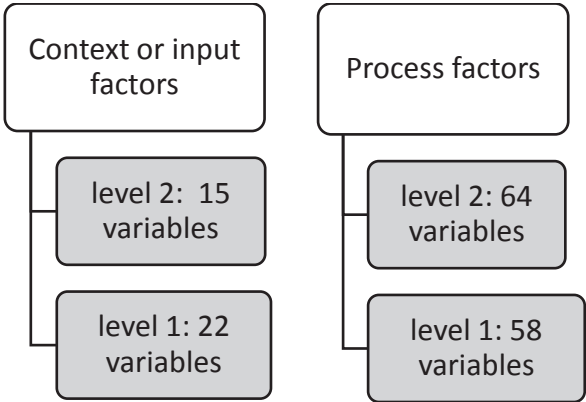 Context or input
factors
level 2:  15
variables
level 1: 22
variables
Process factors
level 2: 64
variables
level 1: 58
variables